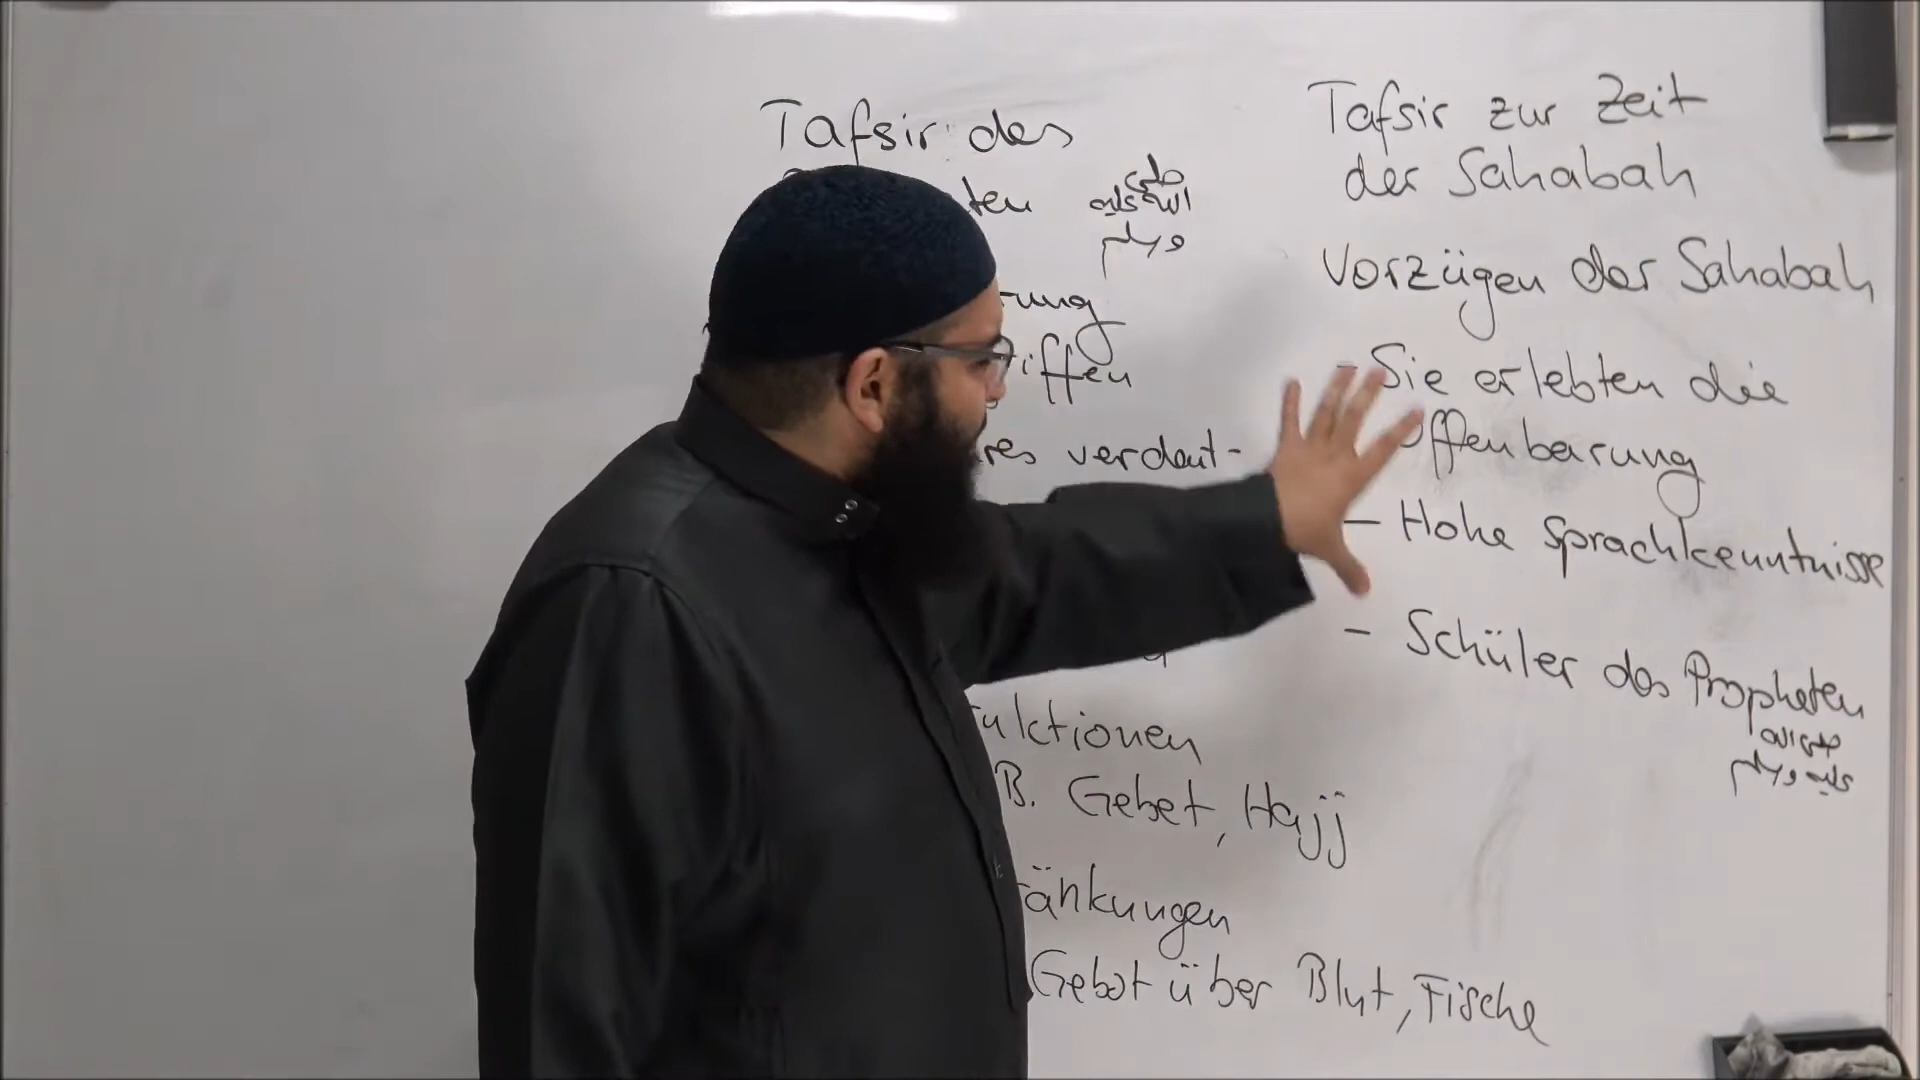 Tafsir des
ten صلى
الله عليه
وسلم
rung
iffen
res verdeut-
uktionen
B. Gebet, Hajj
änkungen
Gebot über Blut, Fische
Tafsir zur Zeit
der Sahabah
Vorzügen der Sahabah
- Sie erlebten die
Offenbarung
- Hohe Sprachkenntnisse
- Schüler des Propheten
صلى الله
عليه وسلم